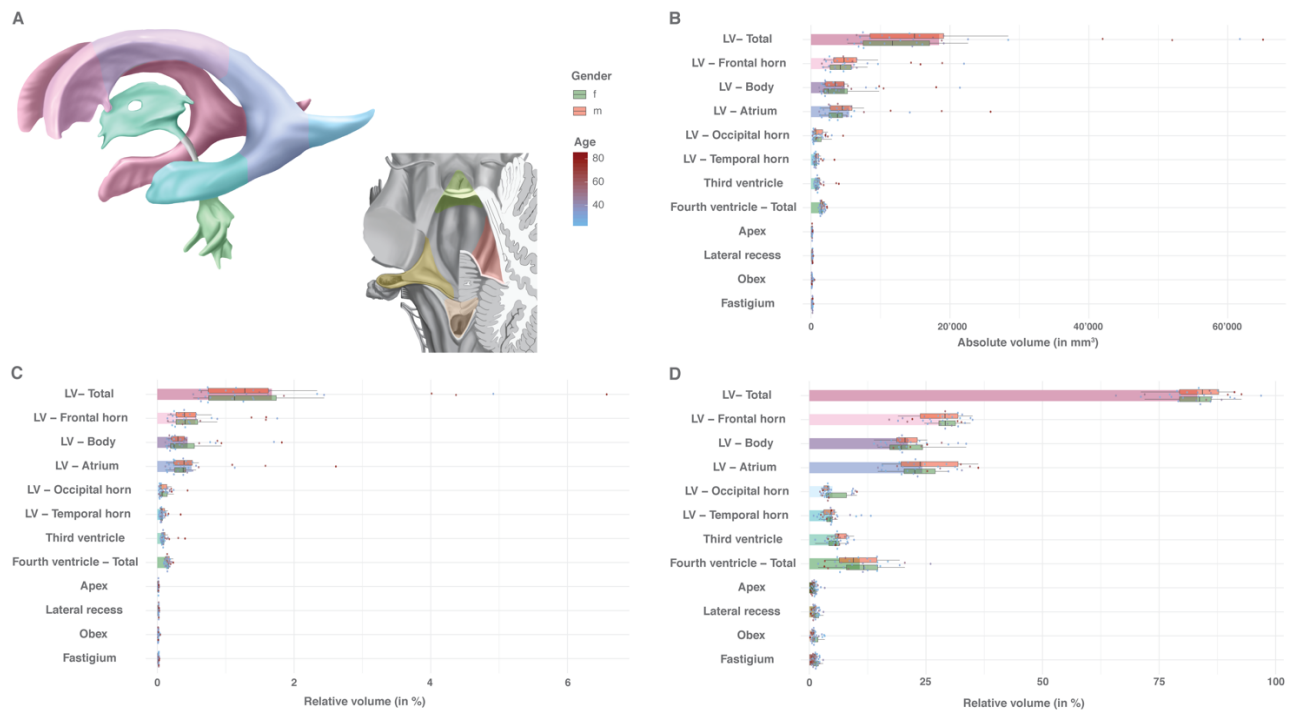 A
Gender
f
m
Age
80
60
40
B
LV– Total
LV – Frontal horn
LV – Body
LV – Atrium
LV – Occipital horn
LV – Temporal horn
Third ventricle
Fourth ventricle – Total
Apex
Lateral recess
Obex
Fastigium
0 20'000 40'000 60'000
Absolute volume (in mm³)
C
LV– Total
LV – Frontal horn
LV – Body
LV – Atrium
LV – Occipital horn
LV – Temporal horn
Third ventricle
Fourth ventricle – Total
Apex
Lateral recess
Obex
Fastigium
0 2 4 6
Relative volume (in %)
D
LV– Total
LV – Frontal horn
LV – Body
LV – Atrium
LV – Occipital horn
LV – Temporal horn
Third ventricle
Fourth ventricle – Total
Apex
Lateral recess
Obex
Fastigium
0 25 50 75 100
Relative volume (in %)